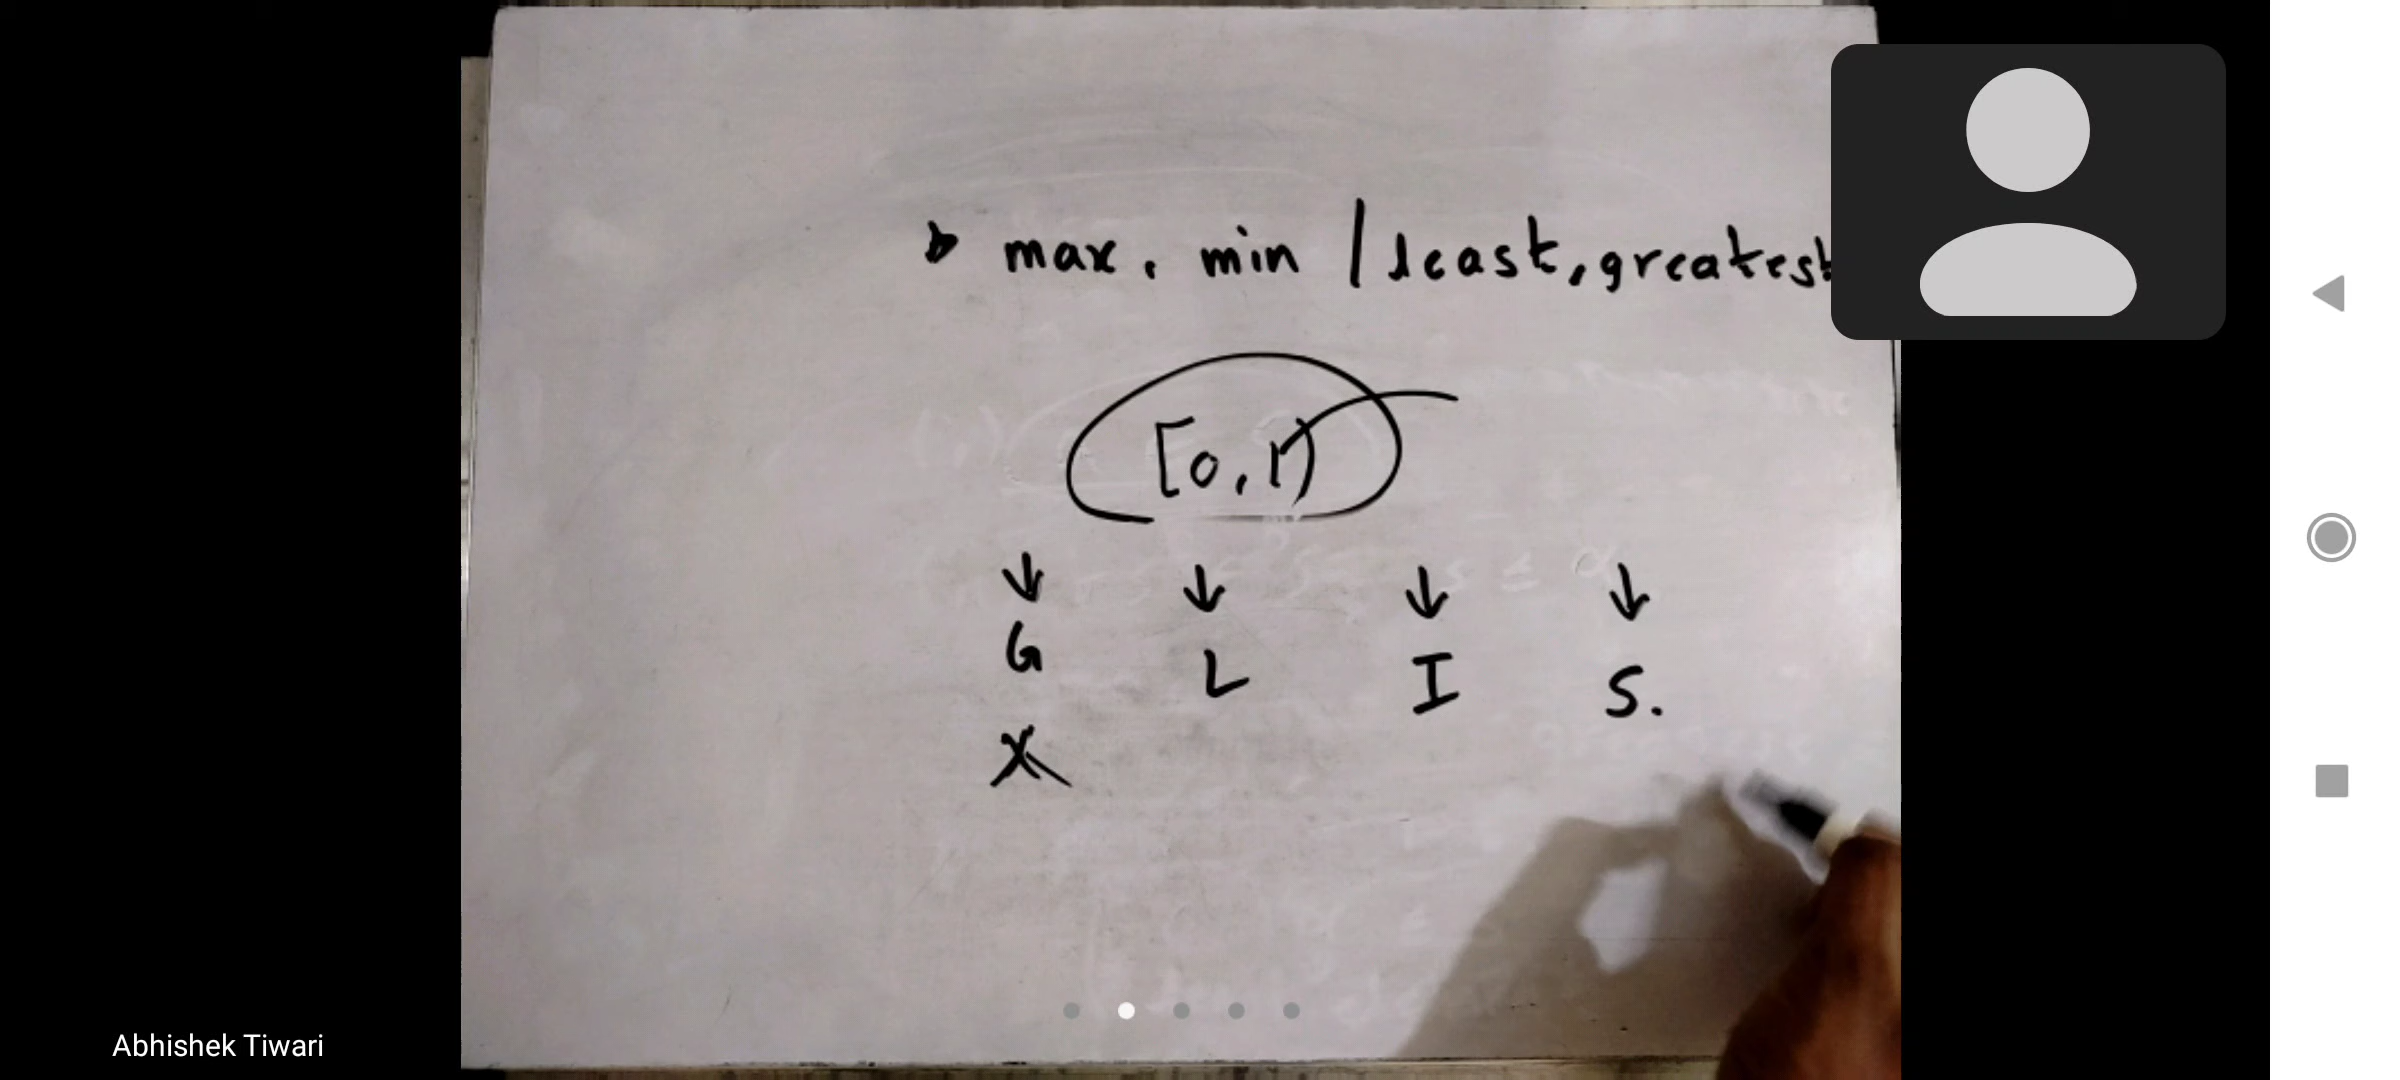 max. min / least, greatest
[0, 1)
↓ ↓ ↓ ↓
G L I S.
X
Abhishek Tiwari